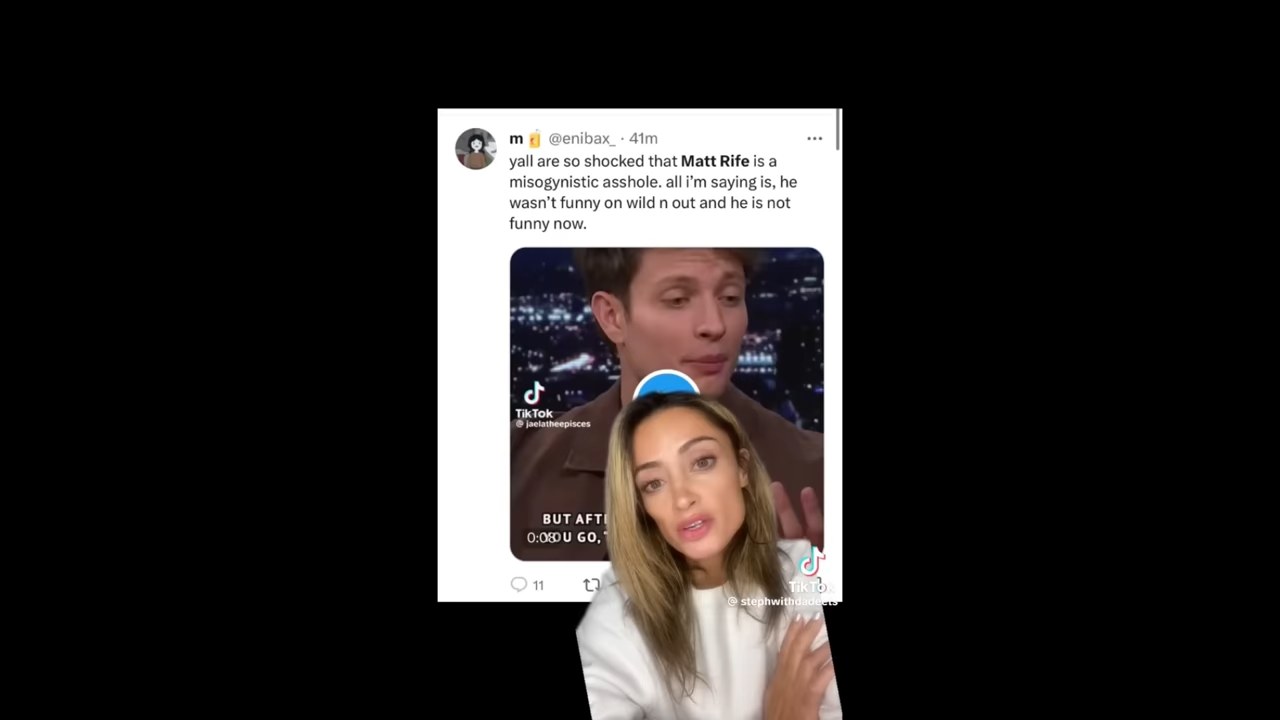 m @enibax_ · 41m
yall are so shocked that Matt Rife is a
misogynistic asshole. all i'm saying is, he
wasn't funny on wild n out and he is not
funny now.
TikTok
@ jaelatheepisces
BUT AFT
0:08 YOU GO,
11
TikTok
@ stephwithdadeets